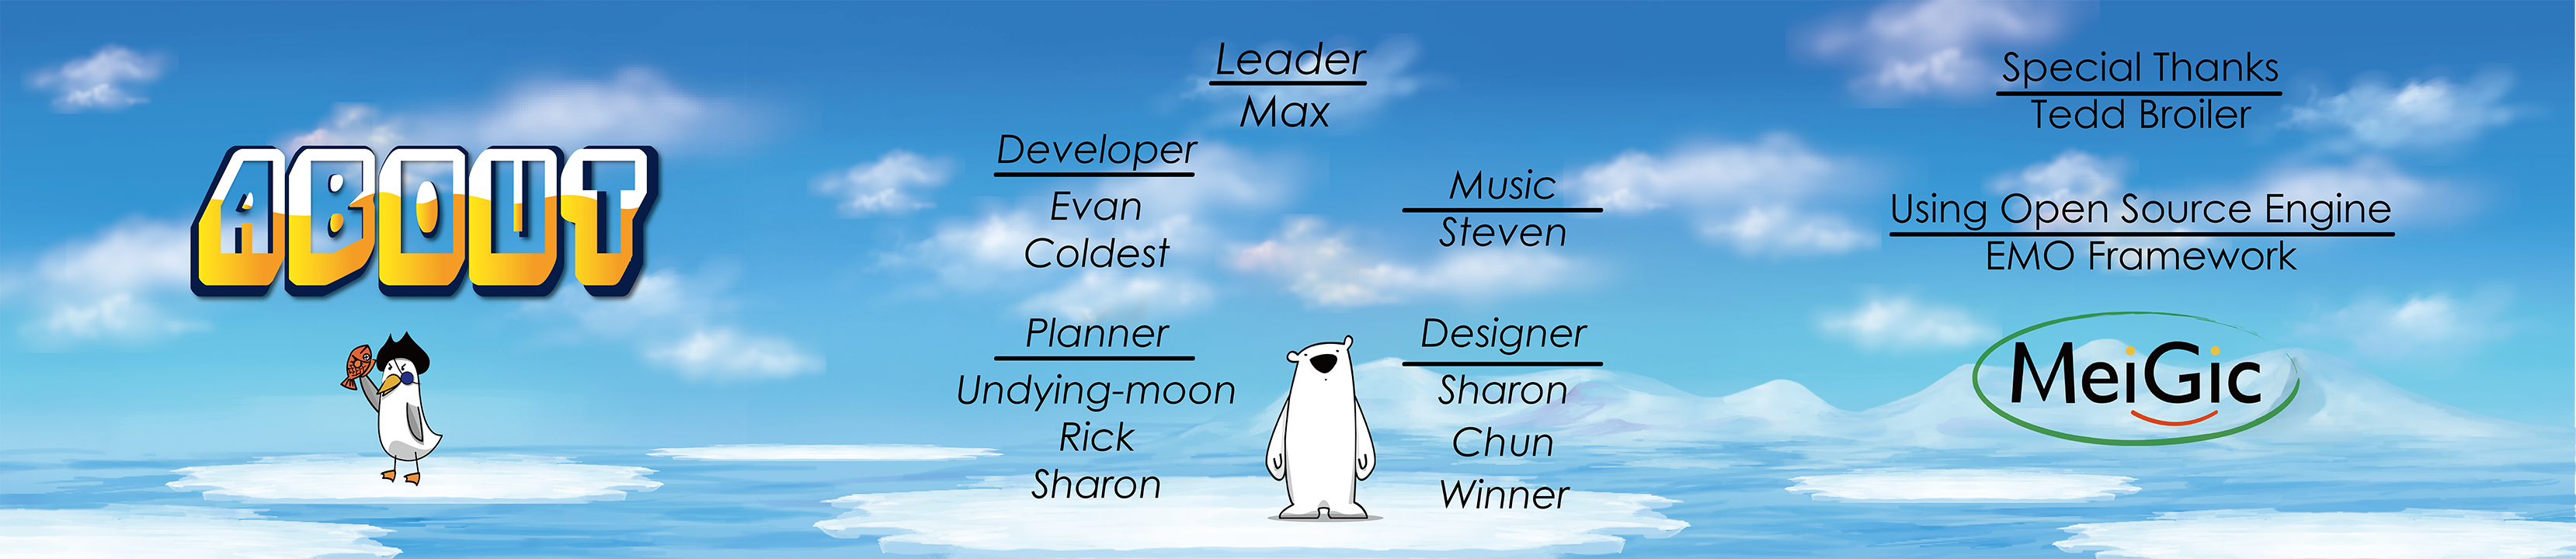 ABOUT
Leader
Max
Developer
Evan
Coldest
Music
Steven
Planner
Undying-moon
Rick
Sharon
Designer
Sharon
Chun
Winner
Special Thanks
Tedd Broiler
Using Open Source Engine
EMO Framework
MeiGic